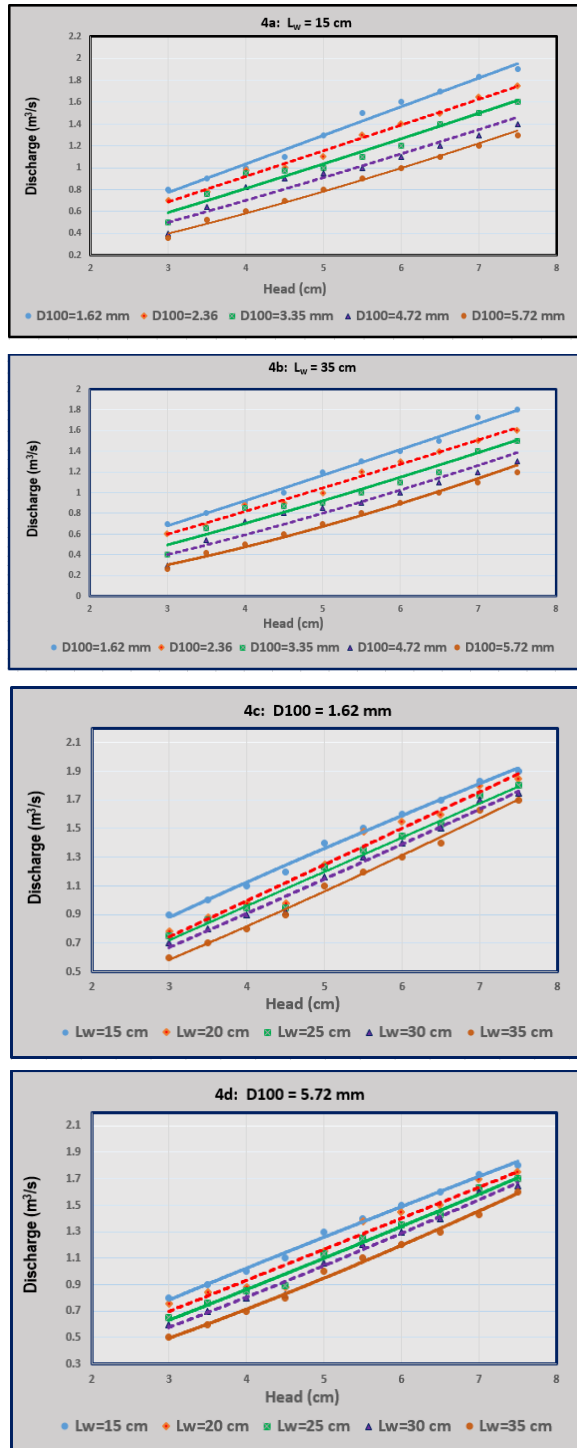 4a: Lw = 15 cm
Discharge (m³/s)
2.2
2
1.8
1.6
1.4
1.2
1
0.8
0.6
0.4
0.2
2 3 4 5 6 7 8
Head (cm)
D100=1.62 mm D100=2.36 D100=3.35 mm D100=4.72 mm D100=5.72 mm
4b: Lw = 35 cm
Discharge (m³/s)
2
1.8
1.6
1.4
1.2
1
0.8
0.6
0.4
0.2
0
2 3 4 5 6 7 8
Head (cm)
D100=1.62 mm D100=2.36 D100=3.35 mm D100=4.72 mm D100=5.72 mm
4c: D100 = 1.62 mm
Discharge (m³/s)
2.1
1.9
1.7
1.5
1.3
1.1
0.9
0.7
0.5
2 3 4 5 6 7 8
Head (cm)
Lw=15 cm Lw=20 cm Lw=25 cm Lw=30 cm Lw=35 cm
4d: D100 = 5.72 mm
Discharge (m³/s)
2.1
1.9
1.7
1.5
1.3
1.1
0.9
0.7
0.5
0.3
2 3 4 5 6 7 8
Head (cm)
Lw=15 cm Lw=20 cm Lw=25 cm Lw=30 cm Lw=35 cm